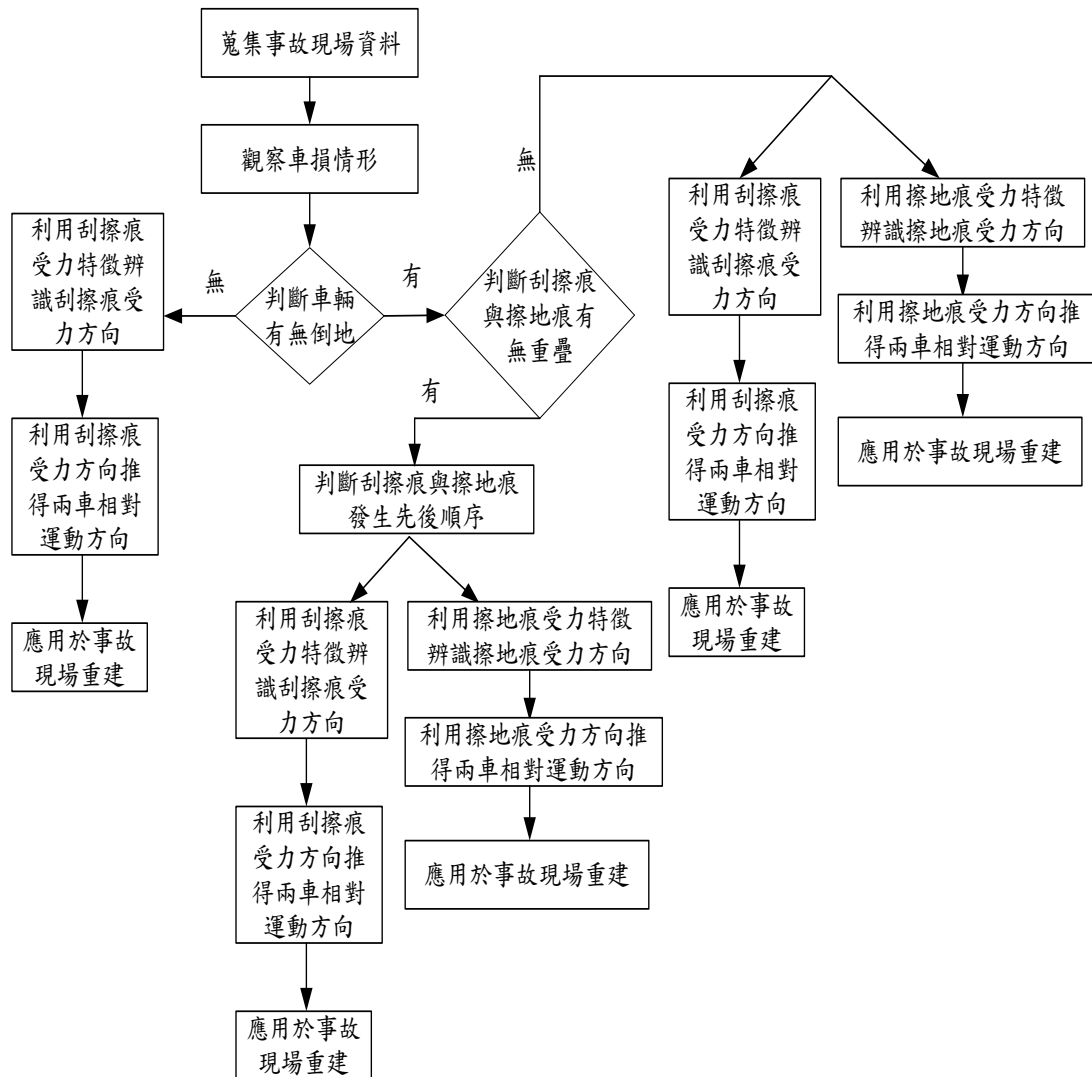 蒐集事故現場資料
觀察車損情形
判斷車輛
有無倒地
無
利用刮擦痕
受力特徵辨
識刮擦痕受
力方向
利用刮擦痕
受力方向推
得兩車相對
運動方向
應用於事故
現場重建
有
判斷刮擦痕
與擦地痕有
無重疊
有
判斷刮擦痕與擦地痕
發生先後順序
利用刮擦痕
受力特徵辨
識刮擦痕受
力方向
利用刮擦痕
受力方向推
得兩車相對
運動方向
應用於事故
現場重建
利用擦地痕受力特徵
辨識擦地痕受力方向
利用擦地痕受力方向推
得兩車相對運動方向
應用於事故現場重建
無
利用刮擦痕
受力特徵辨
識刮擦痕受
力方向
利用刮擦痕
受力方向推
得兩車相對
運動方向
應用於事故
現場重建
利用擦地痕受力特徵
辨識擦地痕受力方向
利用擦地痕受力方向推
得兩車相對運動方向
應用於事故現場重建